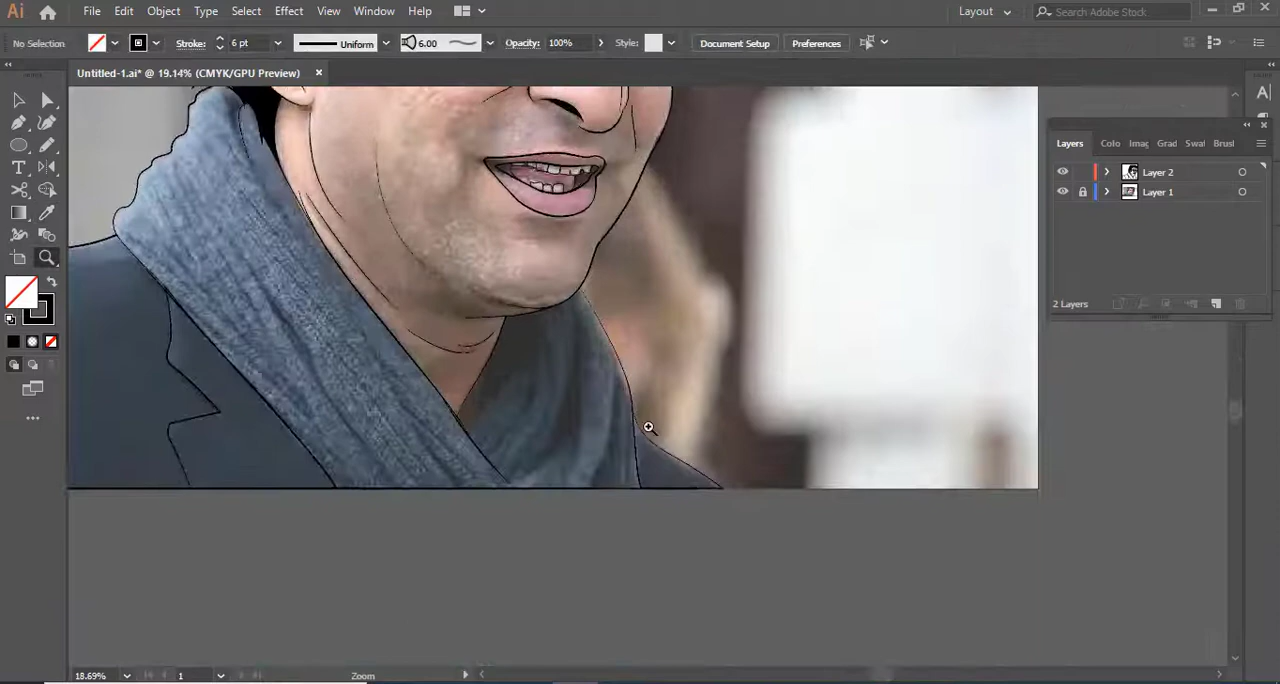 Ai File Edit Object Type Select Effect View Window Help Layout Search Adobe Stock
No Selection Stroke: 6 pt Uniform 6.00 Opacity: 100% Style: Document Setup Preferences
Untitled-1.ai* @ 19.14% (CMYK/GPU Preview) ×
A
Layers Colo Imag Grad Swat Brusl
Layer 2
Layer 1
2 Layers
T
18.69% 1 Zoom